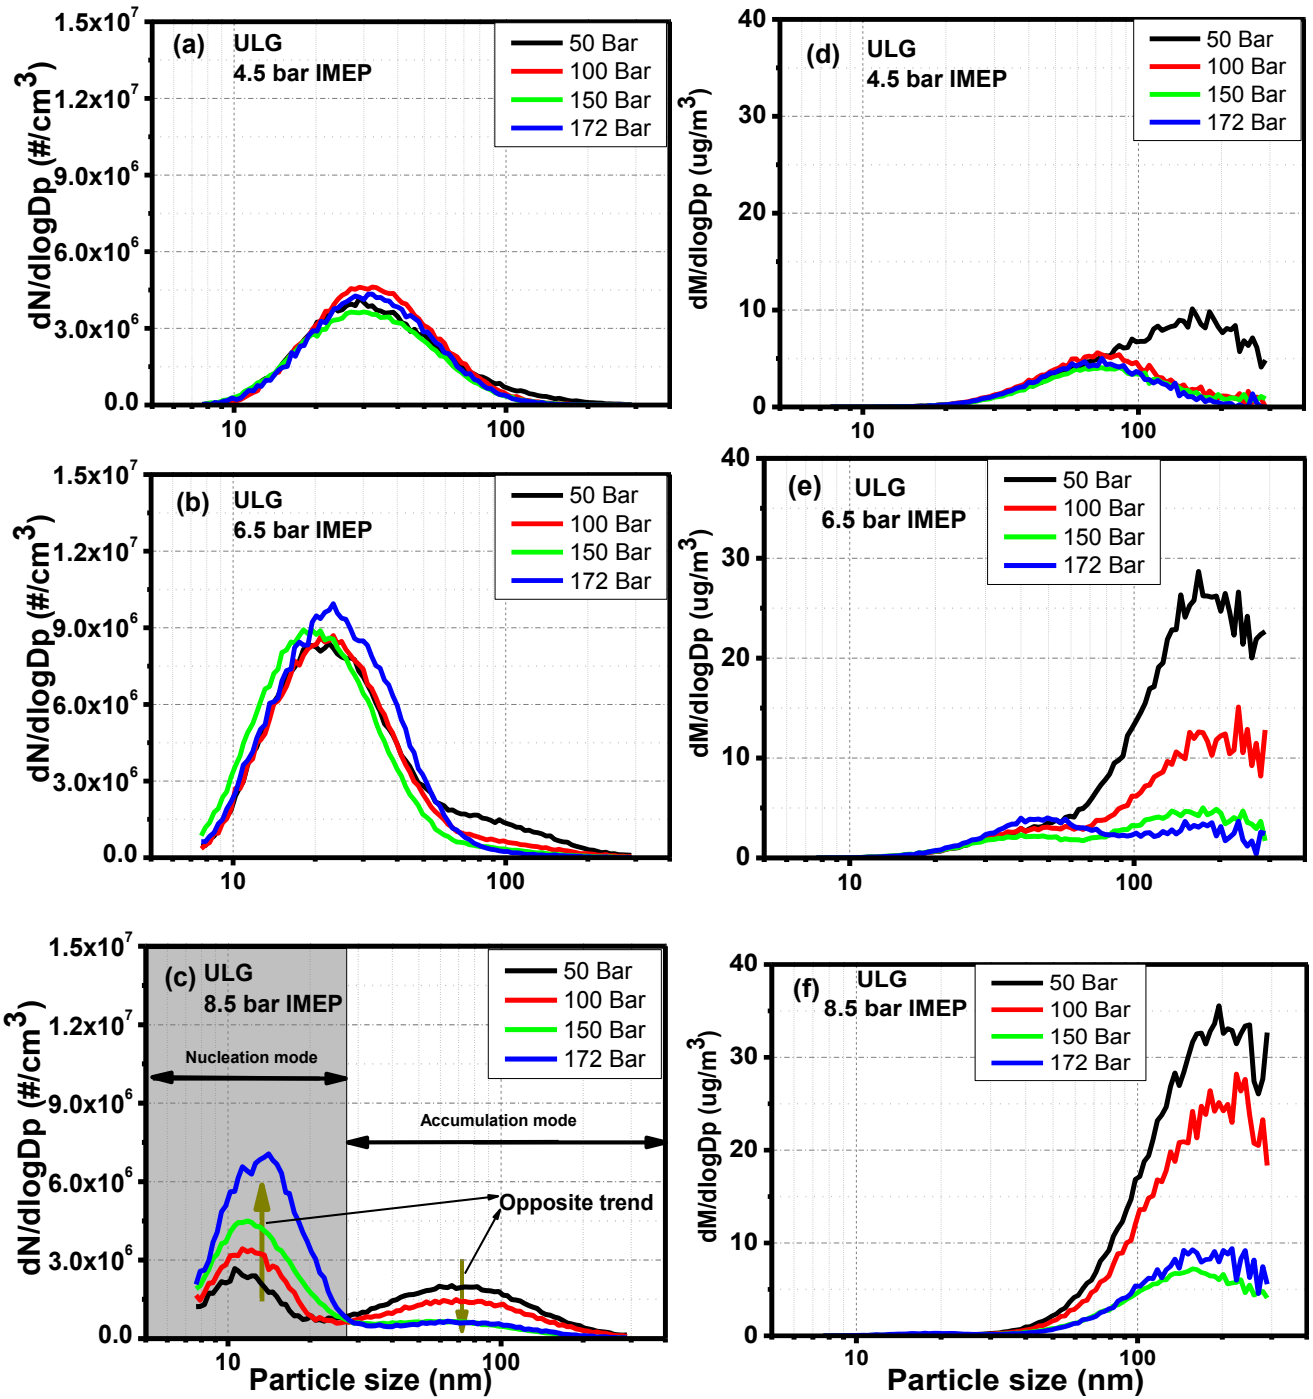 (a) ULG
4.5 bar IMEP
50 Bar
100 Bar
150 Bar
172 Bar
1.5x10^7
1.2x10^7
9.0x10^6
6.0x10^6
3.0x10^6
0.0
dN/dlogDp (#/cm^3)
10 100
(d) ULG
4.5 bar IMEP
50 Bar
100 Bar
150 Bar
172 Bar
40
30
20
10
0
dM/dlogDp (ug/m^3)
10 100
(b) ULG
6.5 bar IMEP
50 Bar
100 Bar
150 Bar
172 Bar
1.5x10^7
1.2x10^7
9.0x10^6
6.0x10^6
3.0x10^6
0.0
dN/dlogDp (#/cm^3)
10 100
(e) ULG
6.5 bar IMEP
50 Bar
100 Bar
150 Bar
172 Bar
40
30
20
10
0
dM/dlogDp (ug/m^3)
10 100
(c) ULG
8.5 bar IMEP
50 Bar
100 Bar
150 Bar
172 Bar
Nucleation mode
Accumulation mode
Opposite trend
1.5x10^7
1.2x10^7
9.0x10^6
6.0x10^6
3.0x10^6
0.0
dN/dlogDp (#/cm^3)
10 100
Particle size (nm)
(f) ULG
8.5 bar IMEP
50 Bar
100 Bar
150 Bar
172 Bar
40
30
20
10
0
dM/dlogDp (ug/m^3)
10 100
Particle size (nm)